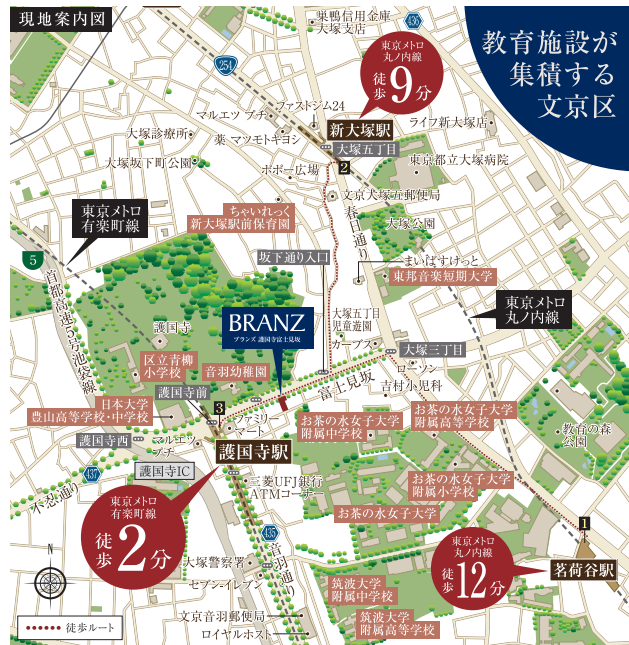 現地案内図
巣鴨信用金庫
大塚支店
436
教育施設が
集積する
文京区
254
東京メトロ
丸ノ内線
徒歩9分
ファストジム24
マルエツ プチ
新大塚駅
ライフ新大塚店
大塚診療所
薬 マツモトキヨシ
大塚五丁目
大塚坂下町公園
2
東京都立大塚病院
ポポー広場
文京大塚五郵便局
東京メトロ
有楽町線
ちゃいれっく
新大塚駅前保育園
春日通り
大塚公園
5
坂下通り入口
まいばすけっと
東邦音楽短期大学
首都高速5号池袋線
東京メトロ
丸ノ内線
BRANZ
ブランズ 護国寺富士見坂
大塚五丁目
児童遊園
護国寺
カーブス
大塚三丁目
区立青柳
小学校
音羽幼稚園
ローソン
富士見坂
吉村小児科
護国寺前
日本大学
豊山高等学校・中学校
3
ファミリー
マート
お茶の水女子大学
附属中学校
お茶の水女子大学
附属高等学校
教育の森
公園
護国寺西
マルエツ
プチ
護国寺駅
437
護国寺IC
三菱UFJ銀行
ATMコーナー
お茶の水女子大学
附属小学校
不忍通り
東京メトロ
有楽町線
徒歩2分
お茶の水女子大学
435
1
音羽通り
東京メトロ
丸ノ内線
徒歩12分
茗荷谷駅
大塚警察署
セブン-イレブン
筑波大学
附属中学校
N
文京音羽郵便局
筑波大学
附属高等学校
徒歩ルート
ロイヤルホスト